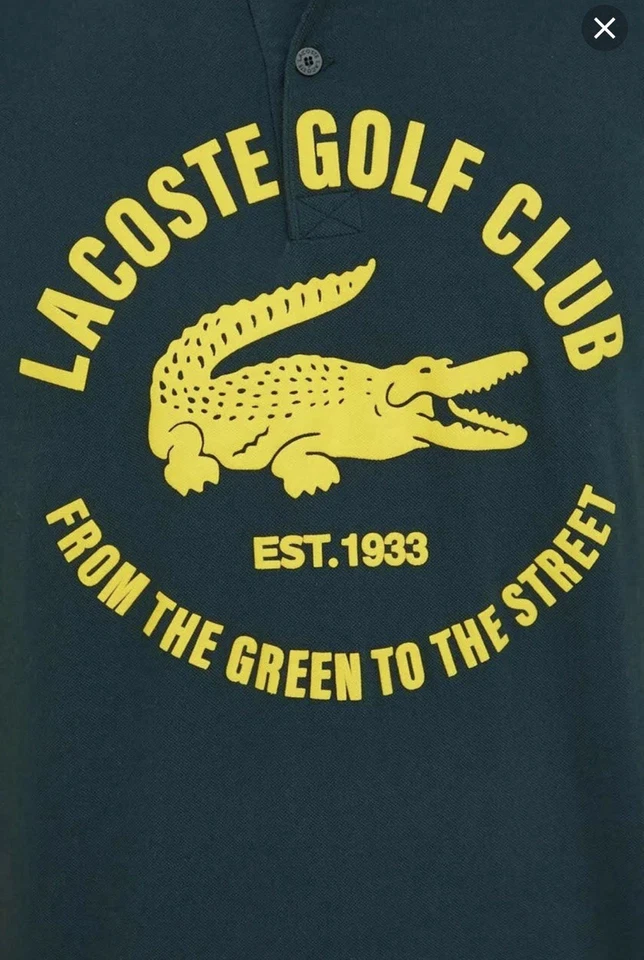 LACOSTE GOLF CLUB
EST. 1933
FROM THE GREEN TO THE STREET